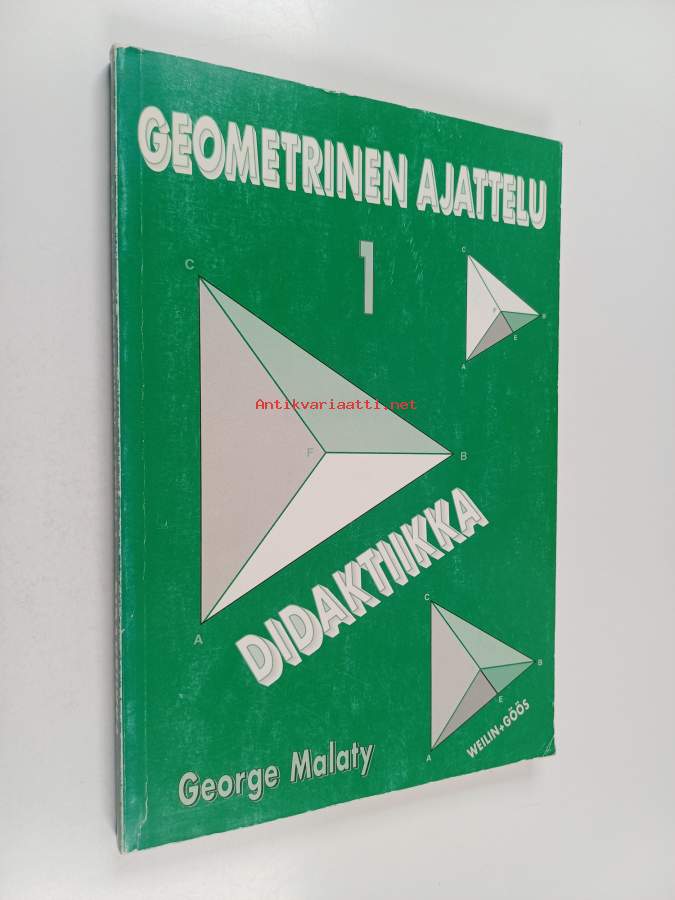 GEOMETRINEN AJATTELU
1
C
F
B
A
C
F
B
E
A
Antikvariaatti.net
DIDAKTIIKKA
C
B
E
A
WEILIN+GÖÖS
George Malaty